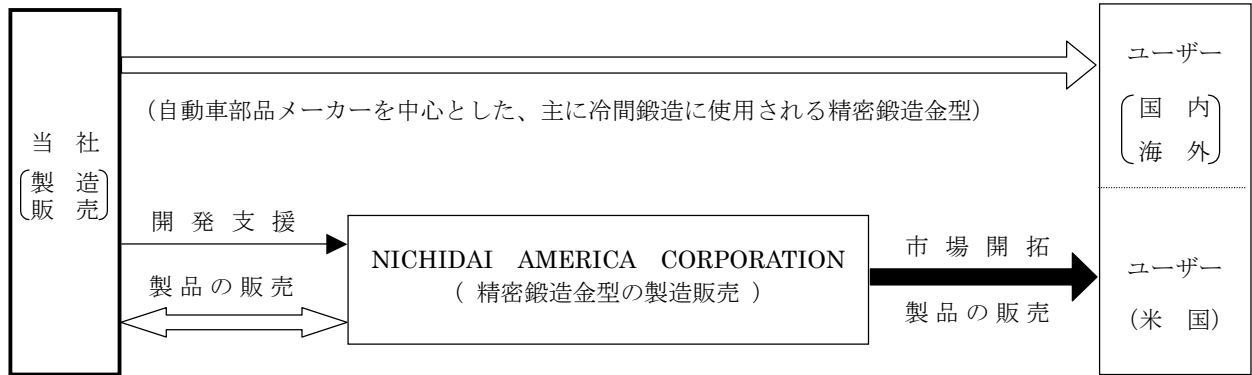 当 社
製 造
販 売
(自動車部品メーカーを中心とした、主に冷間鍛造に使用される精密鍛造金型)
開 発 支 援
製 品 の 販 売
NICHIDAI AMERICA CORPORATION
( 精密鍛造金型の製造販売 )
市 場 開 拓
製 品 の 販 売
ユーザー
国 内
海 外
ユーザー
(米 国)